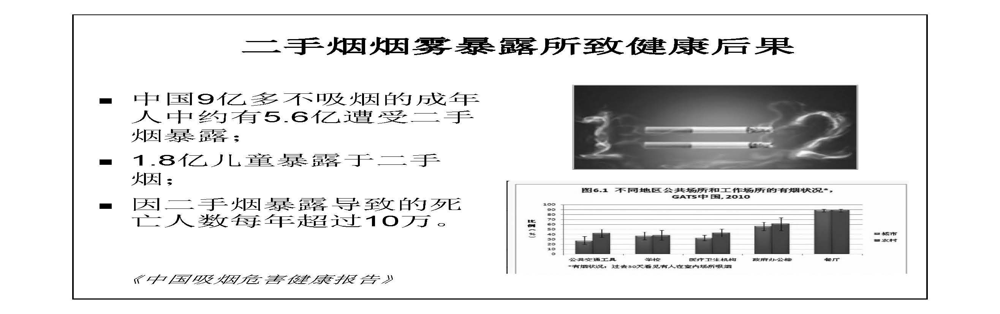 二手烟烟雾暴露所致健康后果
■ 中国9亿多不吸烟的成年
人中约有5.6亿遭受二手
烟暴露；
■ 1.8亿儿童暴露于二手
烟；
■ 因二手烟暴露导致的死
亡人数每年超过10万。
《中国吸烟危害健康报告》
1 2
图6.1 不同地区公共场所和工作场所的有烟状况*，
GATS中国, 2010
比例（%）
100
90
80
70
60
50
40
30
20
10
0
公共交通工具 学校 医疗卫生机构 政府办公楼 餐厅
城市
农村
*有烟状况：过去30天看见有人在室内场所吸烟